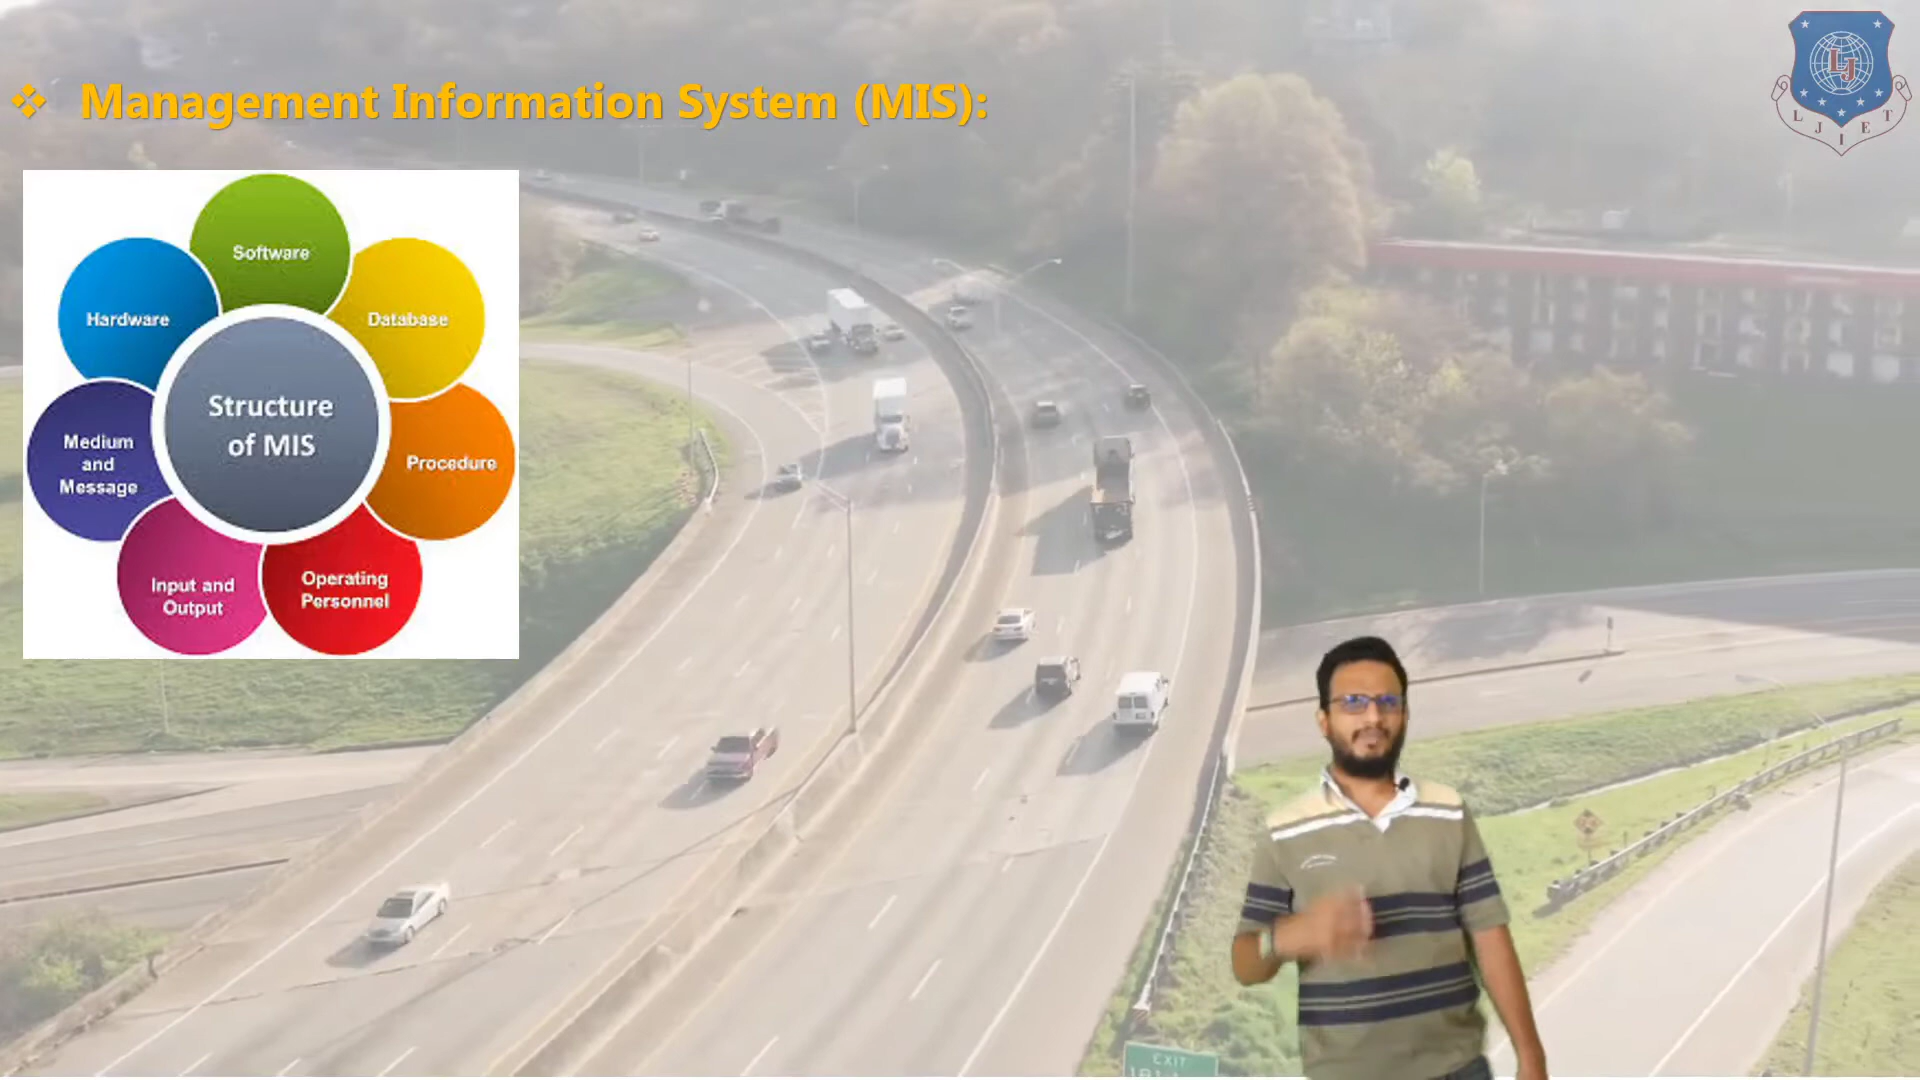 ❖ Management Information System (MIS):
L J I E T
LJ
Software
Hardware
Database
Structure
of MIS
Medium
and
Message
Procedure
Input and
Output
Operating
Personnel
EXIT